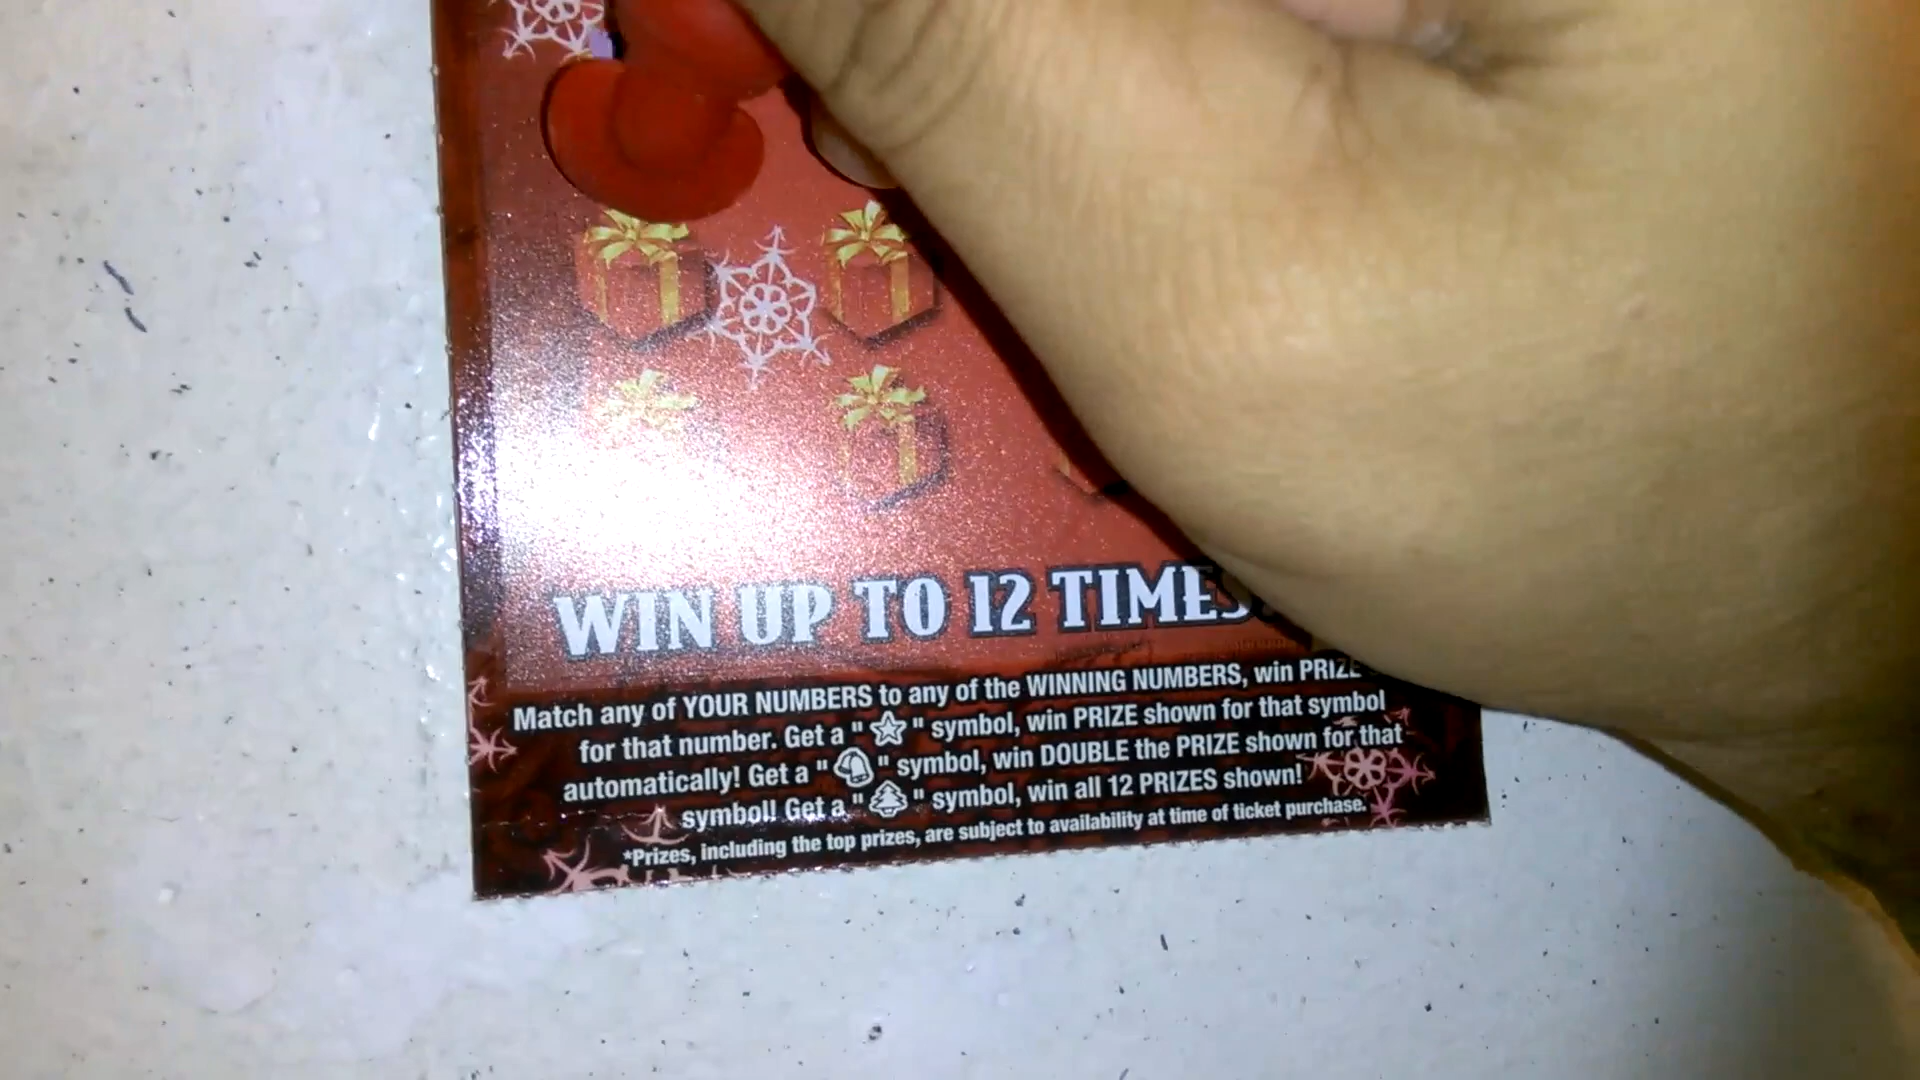 WIN UP TO 12 TIMES!
Match any of YOUR NUMBERS to any of the WINNING NUMBERS, win PRIZE
for that number. Get a " " symbol, win PRIZE shown for that symbol
automatically! Get a " " symbol, win DOUBLE the PRIZE shown for that
symbol! Get a " " symbol, win all 12 PRIZES shown!
*Prizes, including the top prizes, are subject to availability at time of ticket purchase.